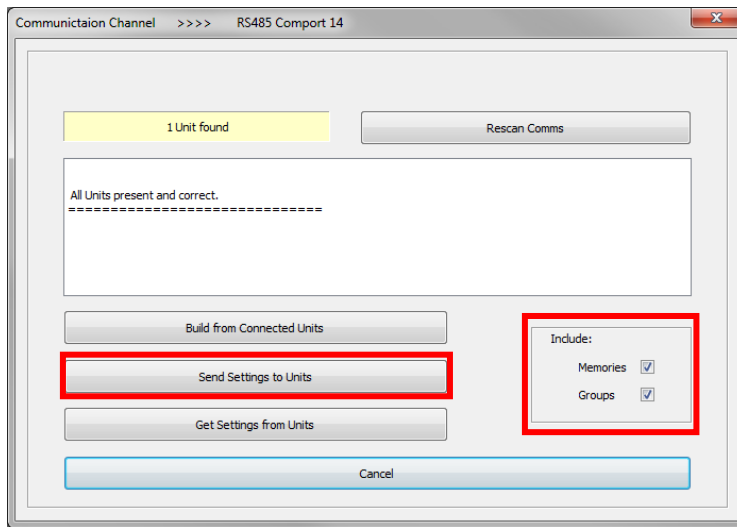 Communictaion Channel >>>> RS485 Comport 14
1 Unit found
Rescan Comms
All Units present and correct.
==============================
Build from Connected Units
Include:
Memories
Send Settings to Units
Groups
Get Settings from Units
Cancel